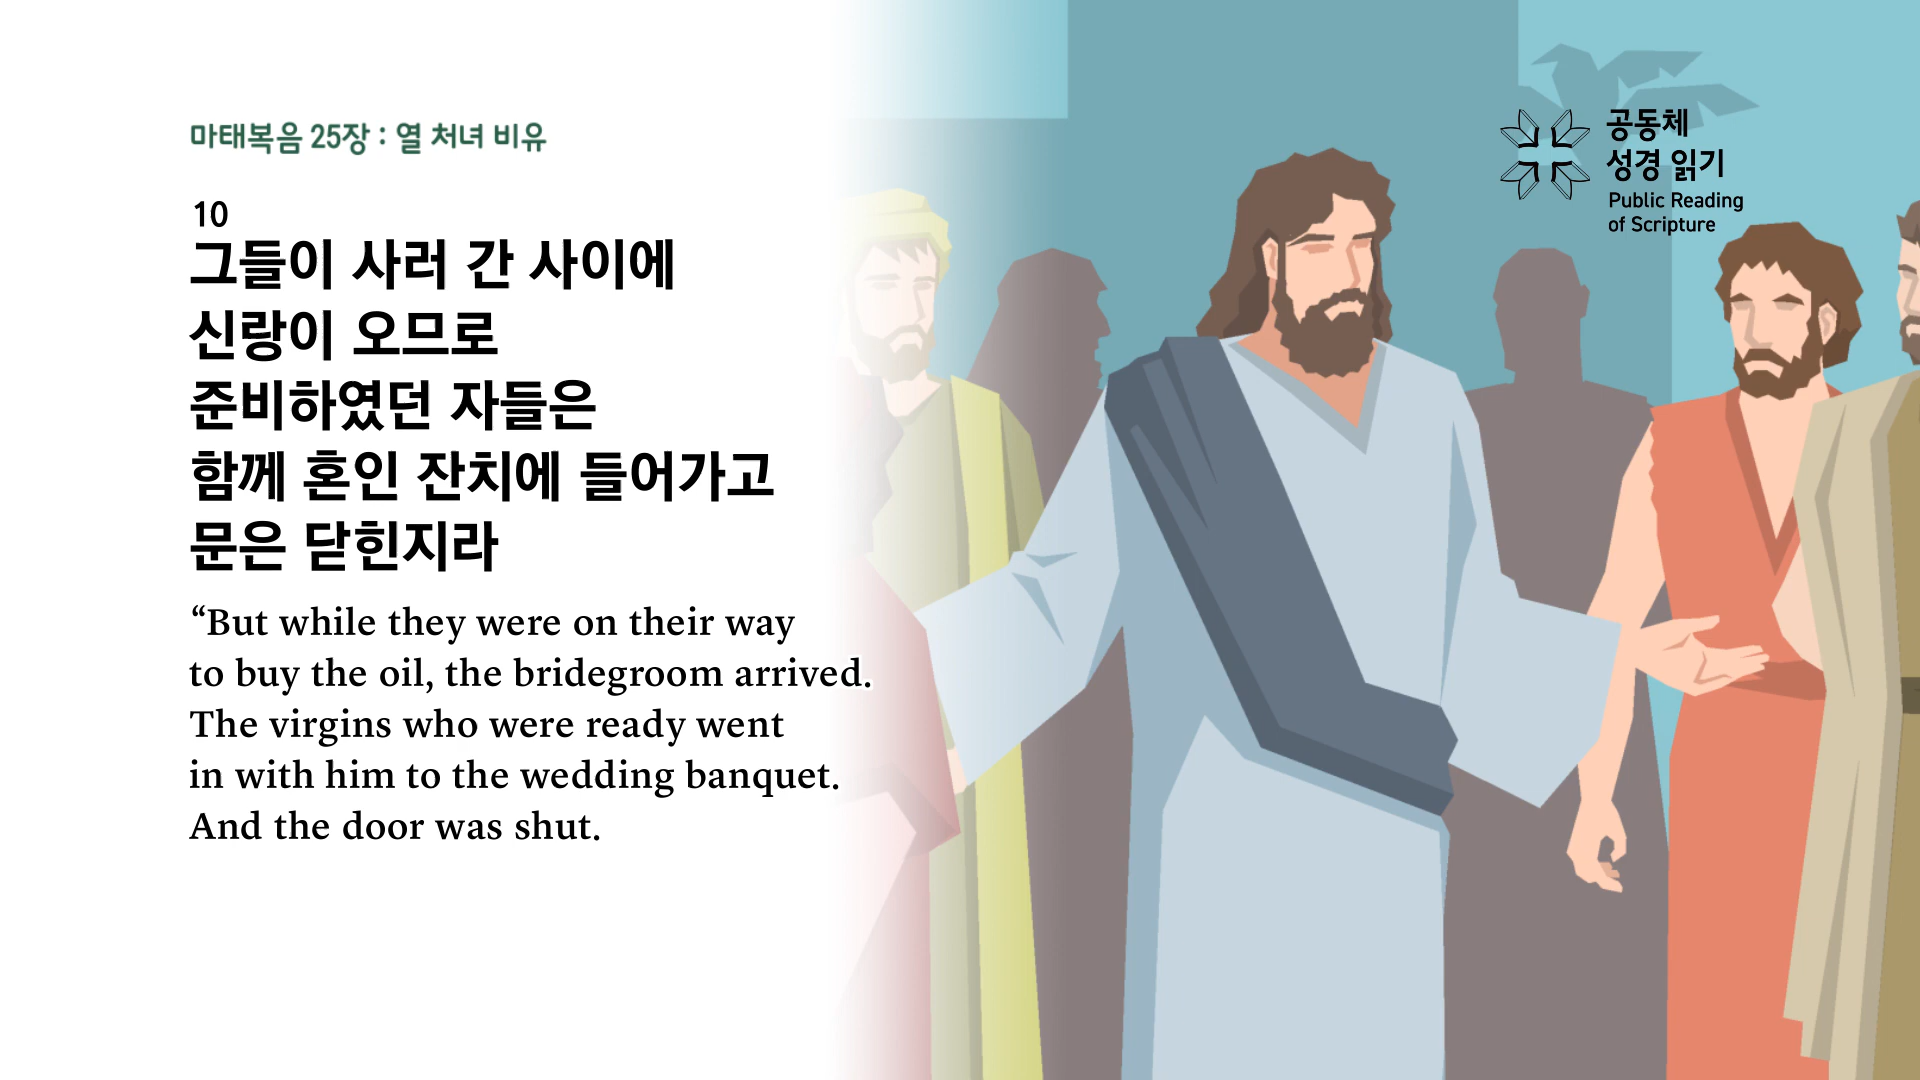 마태복음 25장 : 열 처녀 비유
10
그들이 사러 간 사이에
신랑이 오므로
준비하였던 자들은
함께 혼인 잔치에 들어가고
문은 닫힌지라
“But while they were on their way
to buy the oil, the bridegroom arrived.
The virgins who were ready went
in with him to the wedding banquet.
And the door was shut.
공동체
성경 읽기
Public Reading
of Scripture